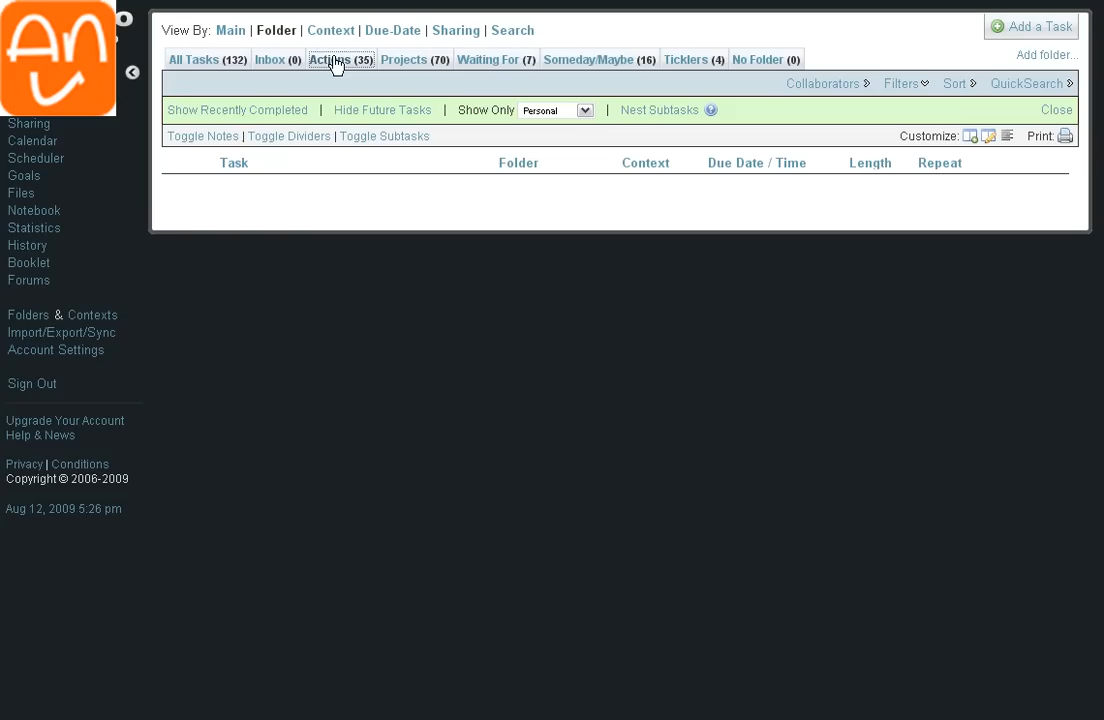 View By: Main | Folder | Context | Due-Date | Sharing | Search
Add a Task
All Tasks (132) Inbox (0) Actions (35) Projects (70) Waiting For (7) Someday/Maybe (16) Ticklers (4) No Folder (0)
Add folder...
Collaborators Filters Sort QuickSearch
Show Recently Completed | Hide Future Tasks | Show Only Personal | Nest Subtasks ? Close
Toggle Notes | Toggle Dividers | Toggle Subtasks Customize: Print:
Task Folder Context Due Date / Time Length Repeat
Sharing
Calendar
Scheduler
Goals
Files
Notebook
Statistics
History
Booklet
Forums
Folders & Contexts
Import/Export/Sync
Account Settings
Sign Out
Upgrade Your Account
Help & News
Privacy | Conditions
Copyright © 2006-2009
Aug 12, 2009 5:26 pm